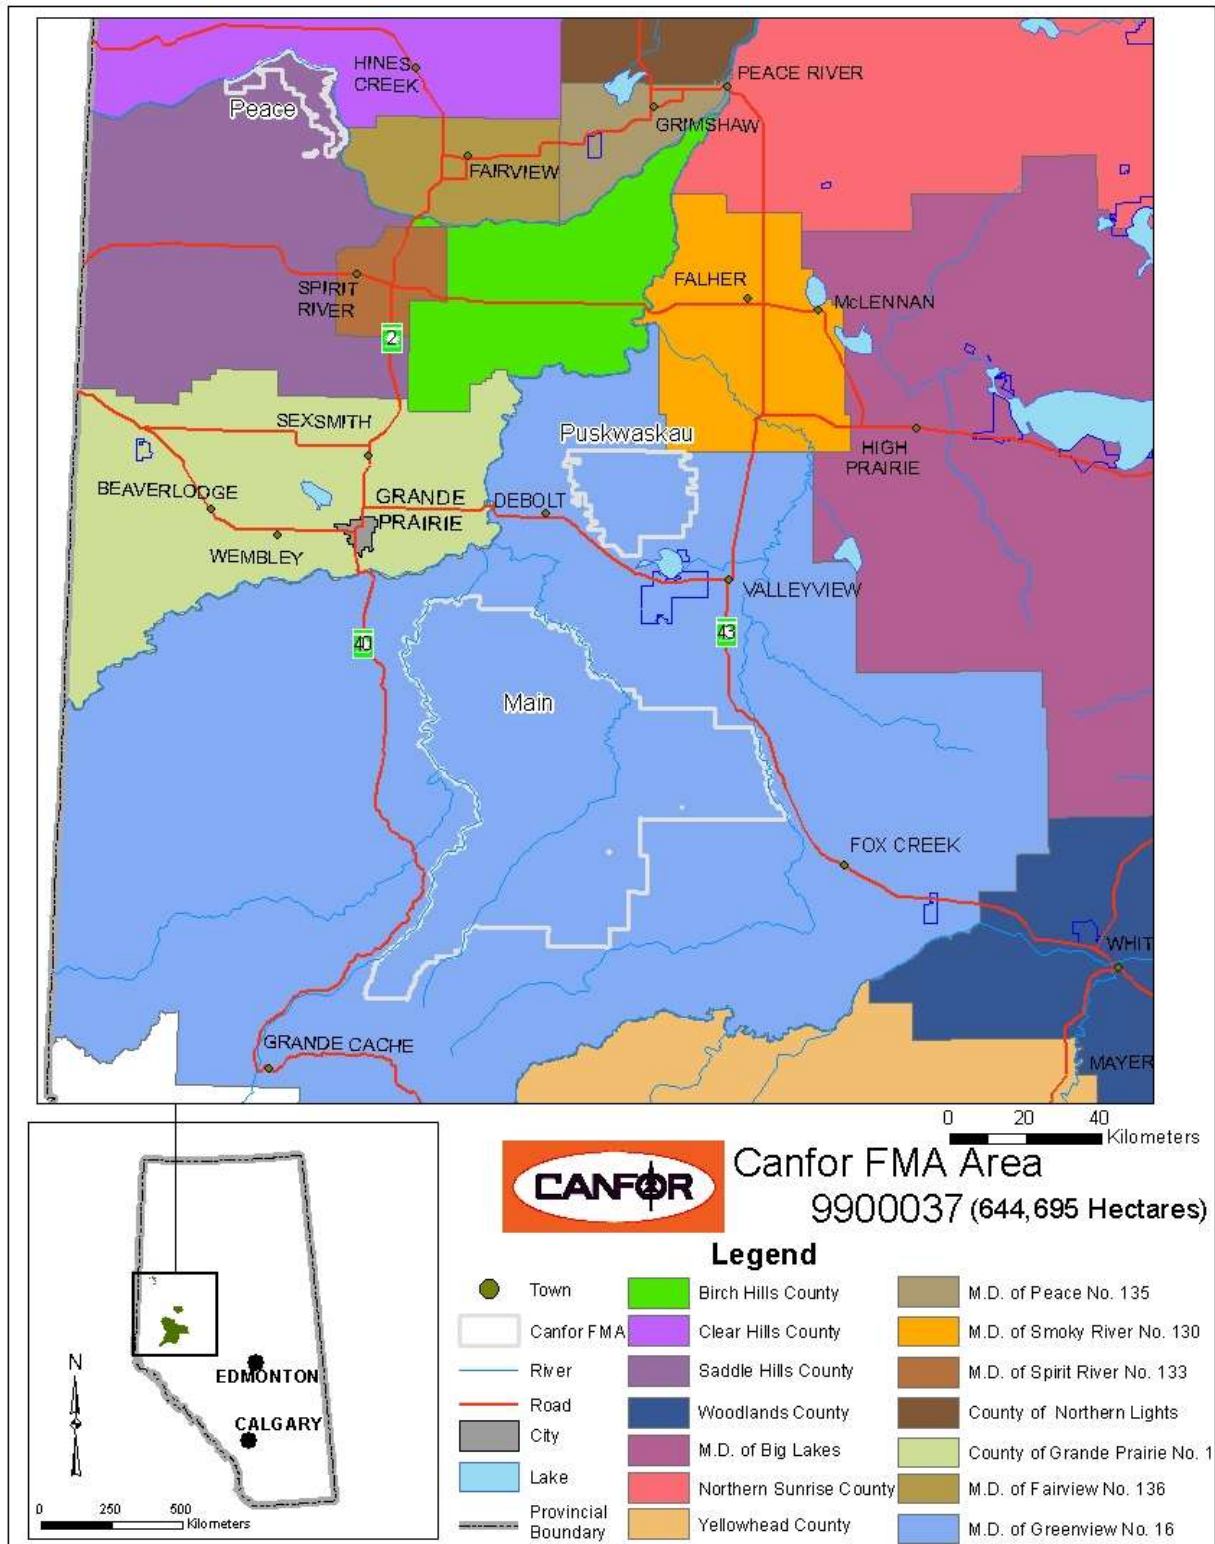 HINES
CREEK
PEACE RIVER
Peace
GRIMSHAW
FAIRVIEW
SPIRIT
RIVER
FALHER
McLENNAN
2
SEXSMITH
Puskwaskau
HIGH
PRAIRIE
BEAVERLODGE
GRANDE
PRAIRIE
DEBOLT
WEMBLEY
VALLEYVIEW
40
43
Main
FOX CREEK
WHIT
GRANDE CACHE
MAYER
0 20 40
Kilometers
CANFOR
Canfor FMA Area
9900037 (644,695 Hectares)
N
EDMONTON
CALGARY
0 250 500
Kilometers
Legend
Town
Canfor FMA
River
Road
City
Lake
Provincial
Boundary
Birch Hills County
Clear Hills County
Saddle Hills County
Woodlands County
M.D. of Big Lakes
Northern Sunrise County
Yellowhead County
M.D. of Peace No. 135
M.D. of Smoky River No. 130
M.D. of Spirit River No. 133
County of Northern Lights
County of Grande Prairie No. 1
M.D. of Fairview No. 136
M.D. of Greenview No. 16